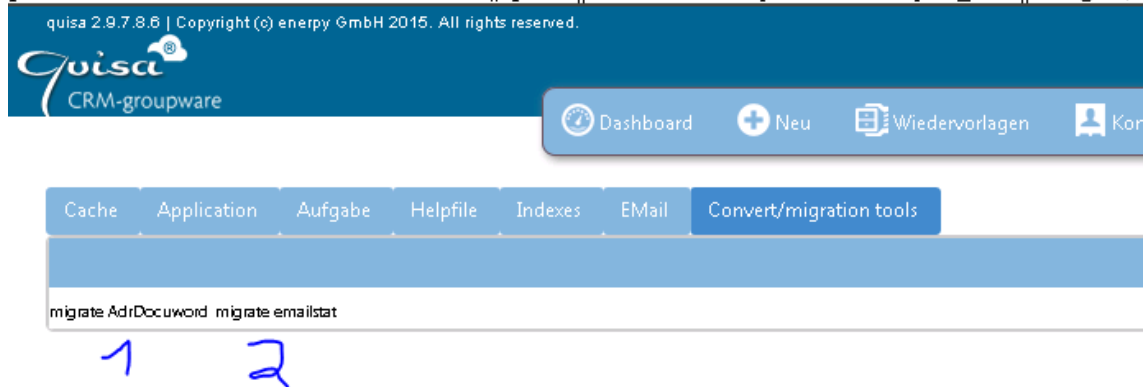 quisa 2.9.7.8.6 | Copyright (c) enerpy GmbH 2015. All rights reserved.
quisa ®
CRM-groupware
Dashboard Neu Wiedervorlagen Kon
Cache Application Aufgabe Helpfile Indexes EMail Convert/migration tools
migrate AdrDocuword migrate emailstat
1 2